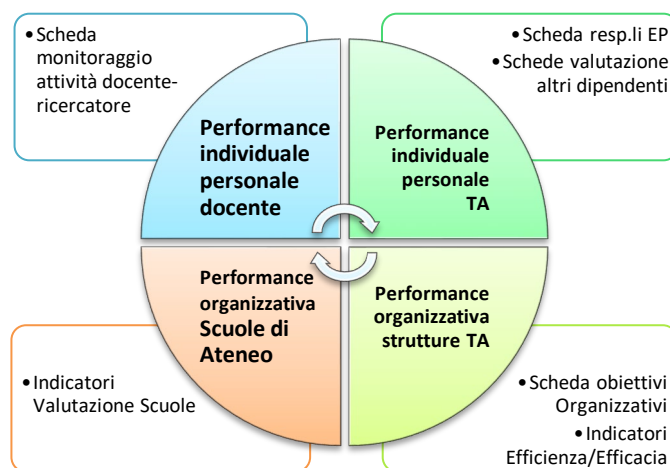 •Scheda
monitoraggio
attività docente-
ricercatore
•Scheda resp.li EP
•Schede valutazione
altri dipendenti
Performance
individuale
personale
docente
Performance
individuale
personale
TA
Performance
organizzativa
Scuole di
Ateneo
Performance
organizzativa
strutture TA
•Indicatori
Valutazione Scuole
•Scheda obiettivi
Organizzativi
•Indicatori
Efficienza/Efficacia